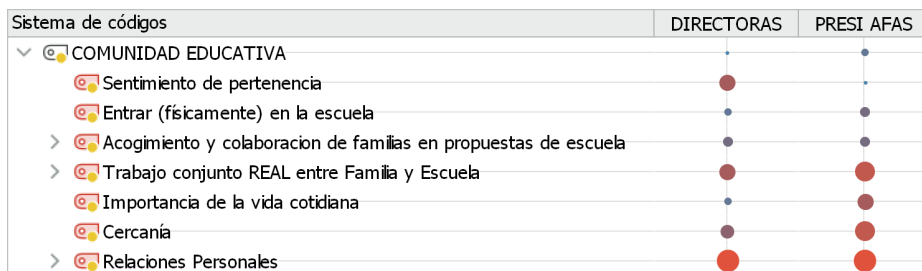 Sistema de códigos DIRECTORAS PRESI AFAS
COMUNIDAD EDUCATIVA
Sentimiento de pertenencia
Entrar (físicamente) en la escuela
Acogimiento y colaboracion de familias en propuestas de escuela
Trabajo conjunto REAL entre Familia y Escuela
Importancia de la vida cotidiana
Cercanía
Relaciones Personales